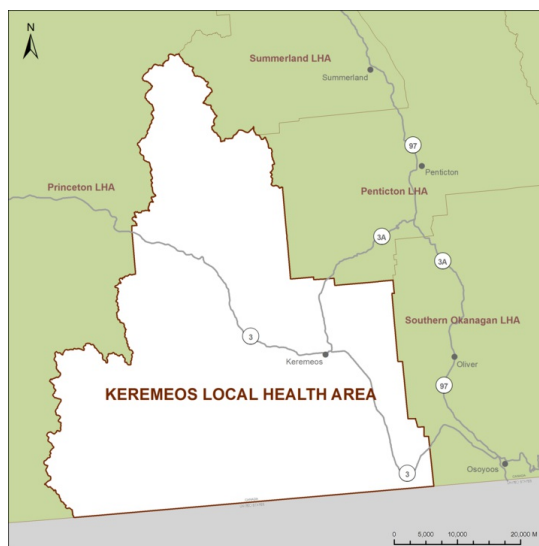 N
Summerland LHA
Summerland
97
Penticton
Princeton LHA
Penticton LHA
3A
3A
Southern Okanagan LHA
3
Keremeos
Oliver
97
KEREMEOS LOCAL HEALTH AREA
3
Osoyoos
0 5,000 10,000 20,000 M